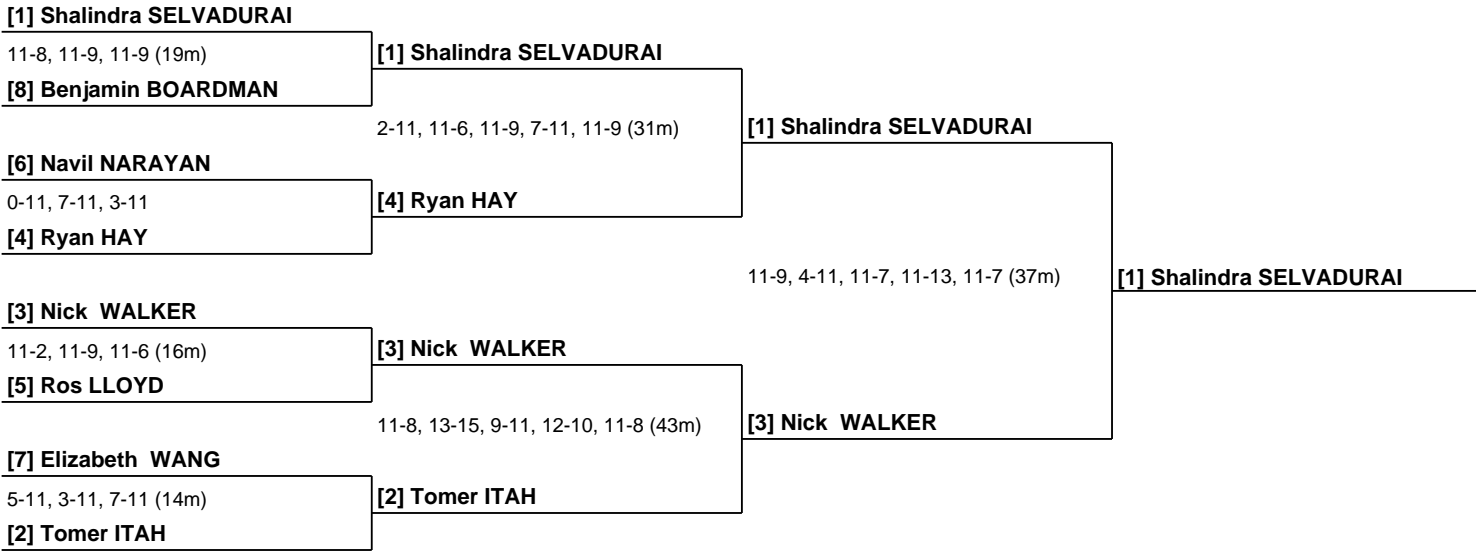 [1] Shalindra SELVADURAI
11-8, 11-9, 11-9 (19m)
[8] Benjamin BOARDMAN
[6] Navil NARAYAN
0-11, 7-11, 3-11
[4] Ryan HAY
[3] Nick WALKER
11-2, 11-9, 11-6 (16m)
[5] Ros LLOYD
[7] Elizabeth WANG
5-11, 3-11, 7-11 (14m)
[2] Tomer ITAH
[1] Shalindra SELVADURAI
2-11, 11-6, 11-9, 7-11, 11-9 (31m)
[4] Ryan HAY
[3] Nick WALKER
11-8, 13-15, 9-11, 12-10, 11-8 (43m)
[2] Tomer ITAH
[1] Shalindra SELVADURAI
11-9, 4-11, 11-7, 11-13, 11-7 (37m)
[3] Nick WALKER
[1] Shalindra SELVADURAI